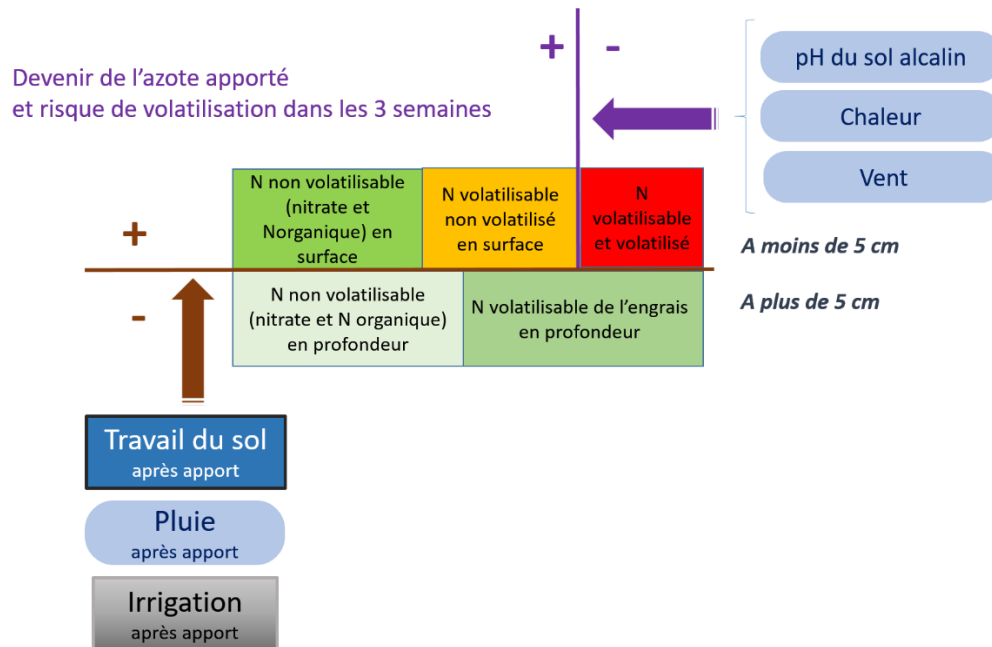 Devenir de l’azote apporté
et risque de volatilisation dans les 3 semaines
+
-
pH du sol alcalin
Chaleur
Vent
N non volatilisable
(nitrate et
Norganique) en
surface
N volatilisable
non volatilisé
en surface
N
volatilisable
et volatilisé
+
A moins de 5 cm
-
A plus de 5 cm
N non volatilisable
(nitrate et N organique)
en profondeur
N volatilisable de l’engrais
en profondeur
Travail du sol
après apport
Pluie
après apport
Irrigation
après apport